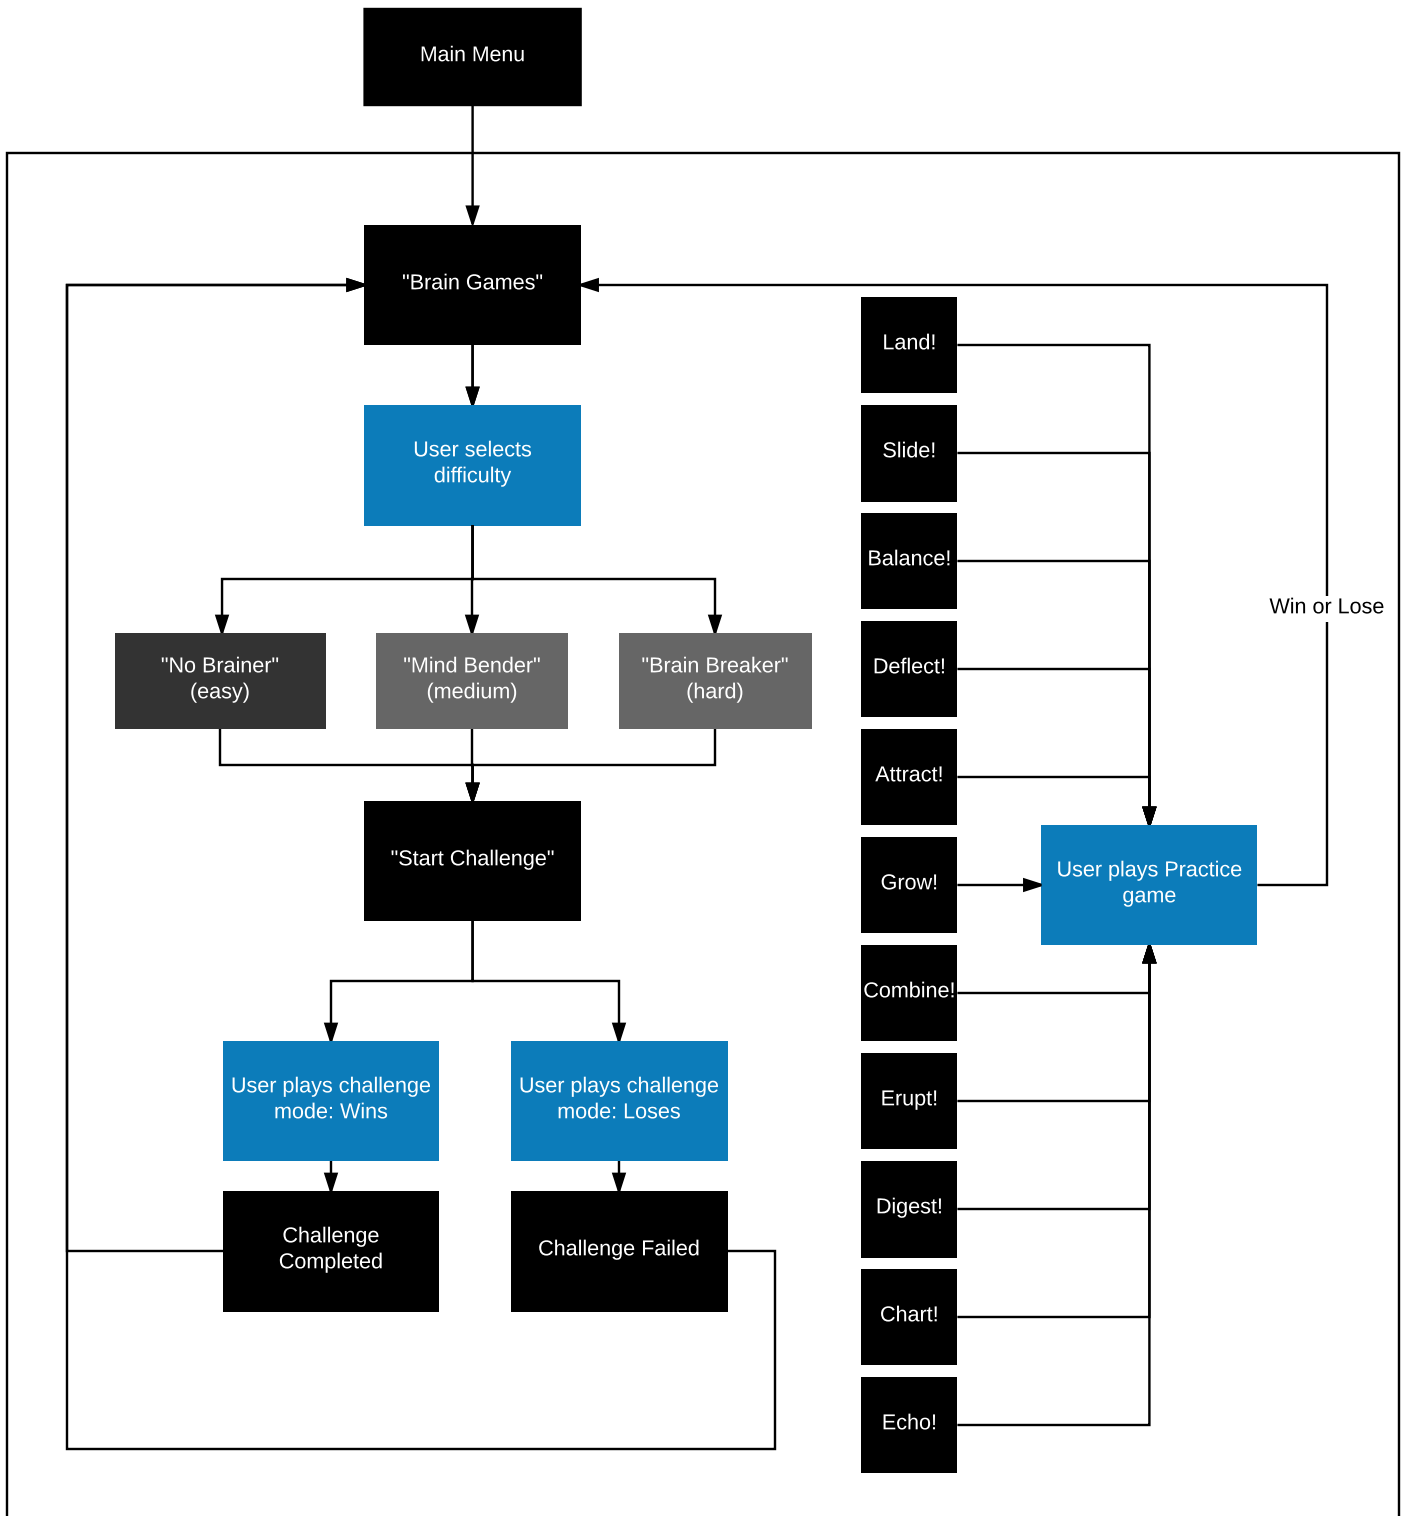 Main Menu
"Brain Games"
User selects
difficulty
"No Brainer"
(easy)
"Mind Bender"
(medium)
"Brain Breaker"
(hard)
"Start Challenge"
User plays challenge
mode: Wins
User plays challenge
mode: Loses
Challenge
Completed
Challenge Failed
Land!
Slide!
Balance!
Deflect!
Attract!
Grow!
Combine!
Erupt!
Digest!
Chart!
Echo!
User plays Practice
game
Win or Lose